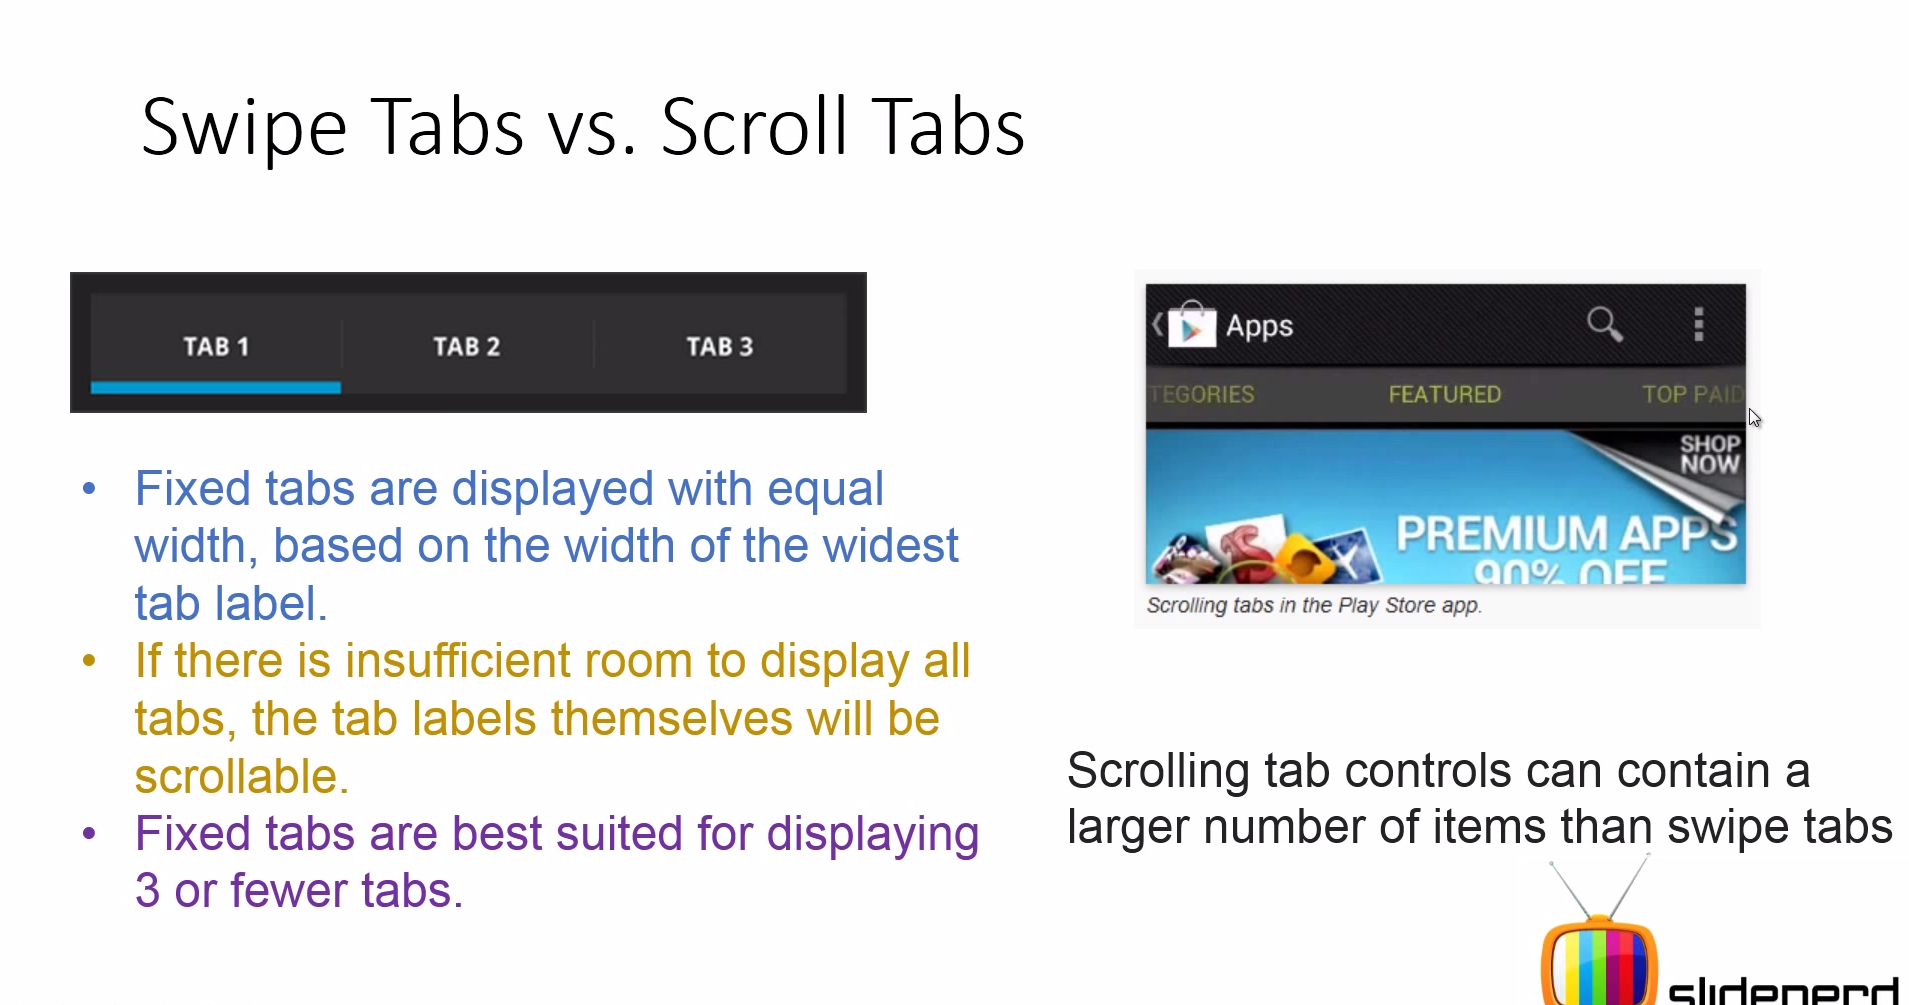 Swipe Tabs vs. Scroll Tabs
TAB 1 TAB 2 TAB 3
• Fixed tabs are displayed with equal
width, based on the width of the widest
tab label.
• If there is insufficient room to display all
tabs, the tab labels themselves will be
scrollable.
• Fixed tabs are best suited for displaying
3 or fewer tabs.
Apps
TEGORIES FEATURED TOP PAID
SHOP
NOW
PREMIUM APPS
90% OFF
Scrolling tabs in the Play Store app.
Scrolling tab controls can contain a
larger number of items than swipe tabs
slidenerd